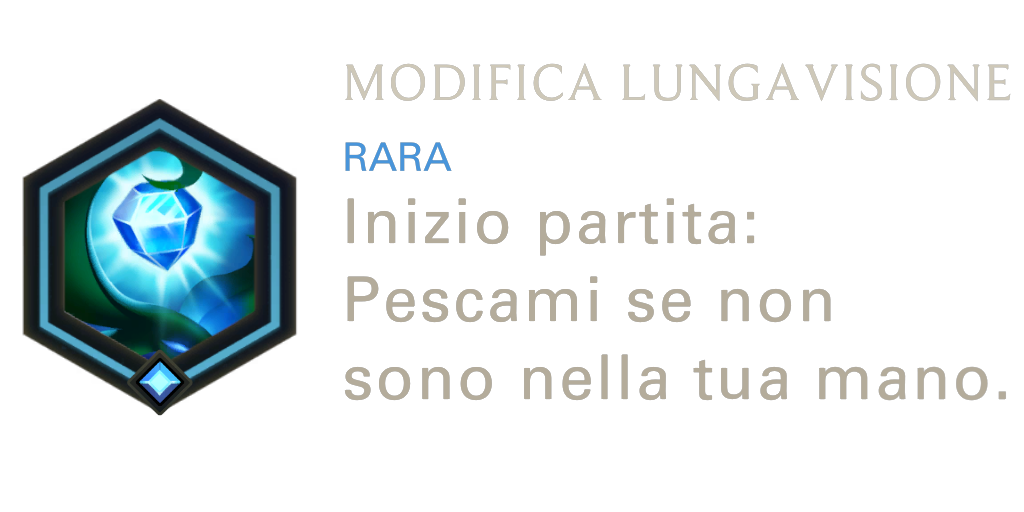 MODIFICA LUNGAVISIONE
RARA
Inizio partita:
Pescami se non
sono nella tua mano.